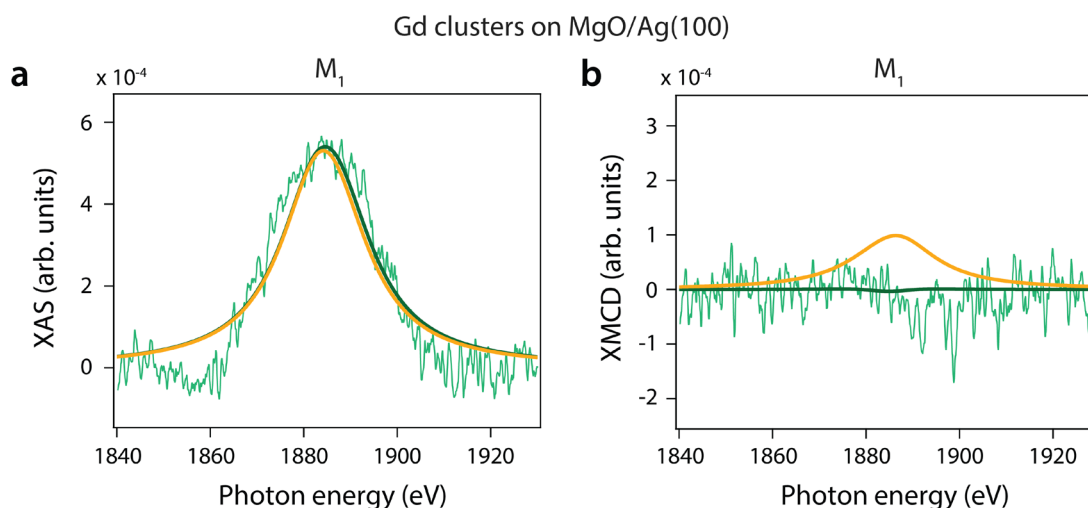 Gd clusters on MgO/Ag(100)
a
x 10⁻⁴
M₁
6
4
2
0
XAS (arb. units)
1840 1860 1880 1900 1920
Photon energy (eV)
b
x 10⁻⁴
M₁
3
2
1
0
-1
-2
XMCD (arb. units)
1840 1860 1880 1900 1920
Photon energy (eV)